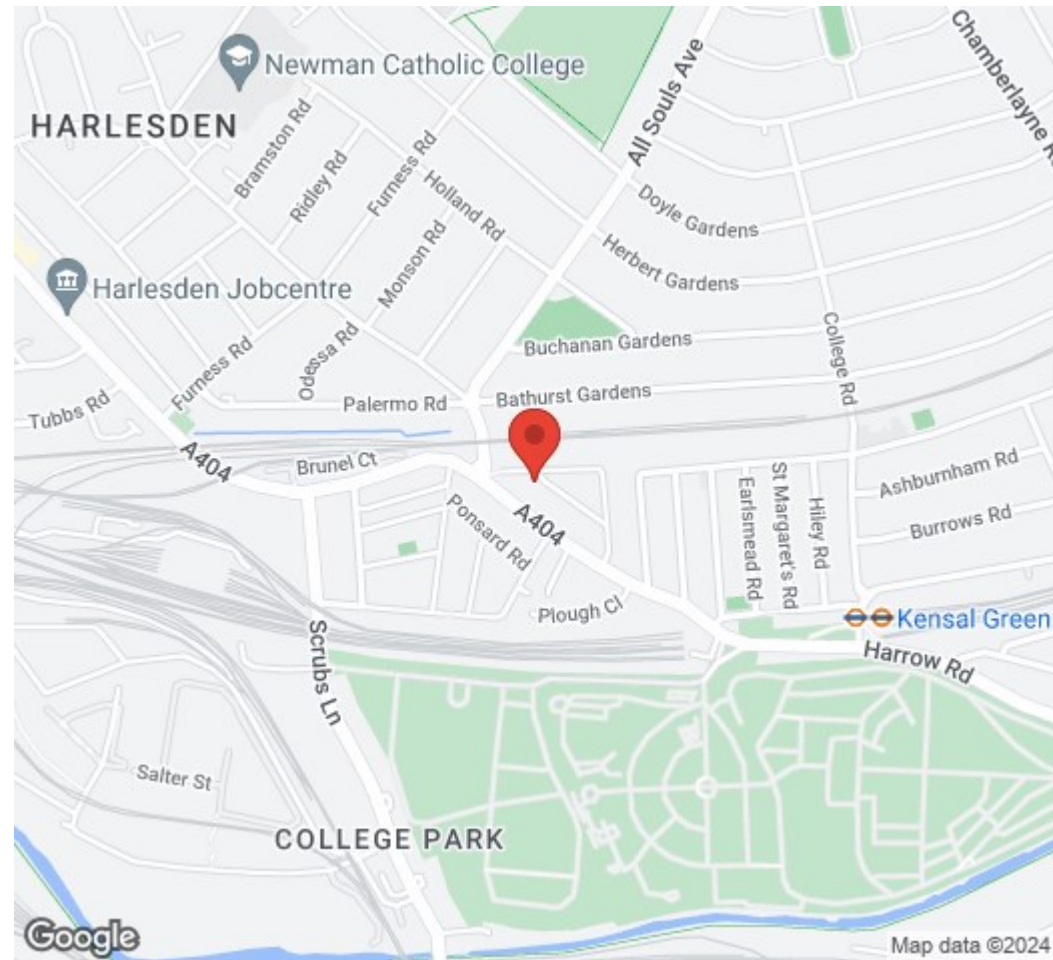 Newman Catholic College
HARLESDEN
All Souls Ave
Chamberlayne
Bramston Rd
Ridley Rd
Furness Rd
Holland Rd
Monson Rd
Doyle Gardens
Herbert Gardens
Harlesden Jobcentre
Odessa Rd
Buchanan Gardens
College Rd
Furness Rd
Tubbs Rd
Palermo Rd
Bathurst Gardens
A404
Brunel Ct
Ponsard Rd
A404
Earlsmead Rd
St Margaret's Rd
Hiley Rd
Ashburnham Rd
Burrows Rd
Plough Cl
Kensal Green
Scrubs Ln
Harrow Rd
Salter St
COLLEGE PARK
Google
Map data ©2024